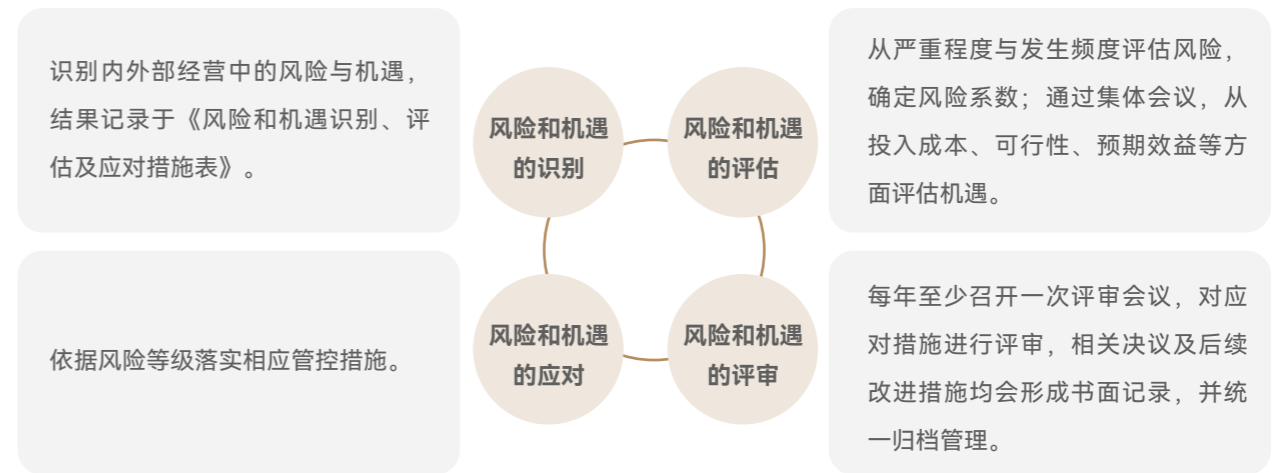 识别内外部经营中的风险与机遇，
结果记录于《风险和机遇识别、评
估及应对措施表》。
风险和机遇
的识别
风险和机遇
的评估
从严重程度与发生频度评估风险，
确定风险系数；通过集体会议，从
投入成本、可行性、预期效益等方
面评估机遇。
依据风险等级落实相应管控措施。
风险和机遇
的应对
风险和机遇
的评审
每年至少召开一次评审会议，对应
对措施进行评审，相关决议及后续
改进措施均会形成书面记录，并统
一归档管理。